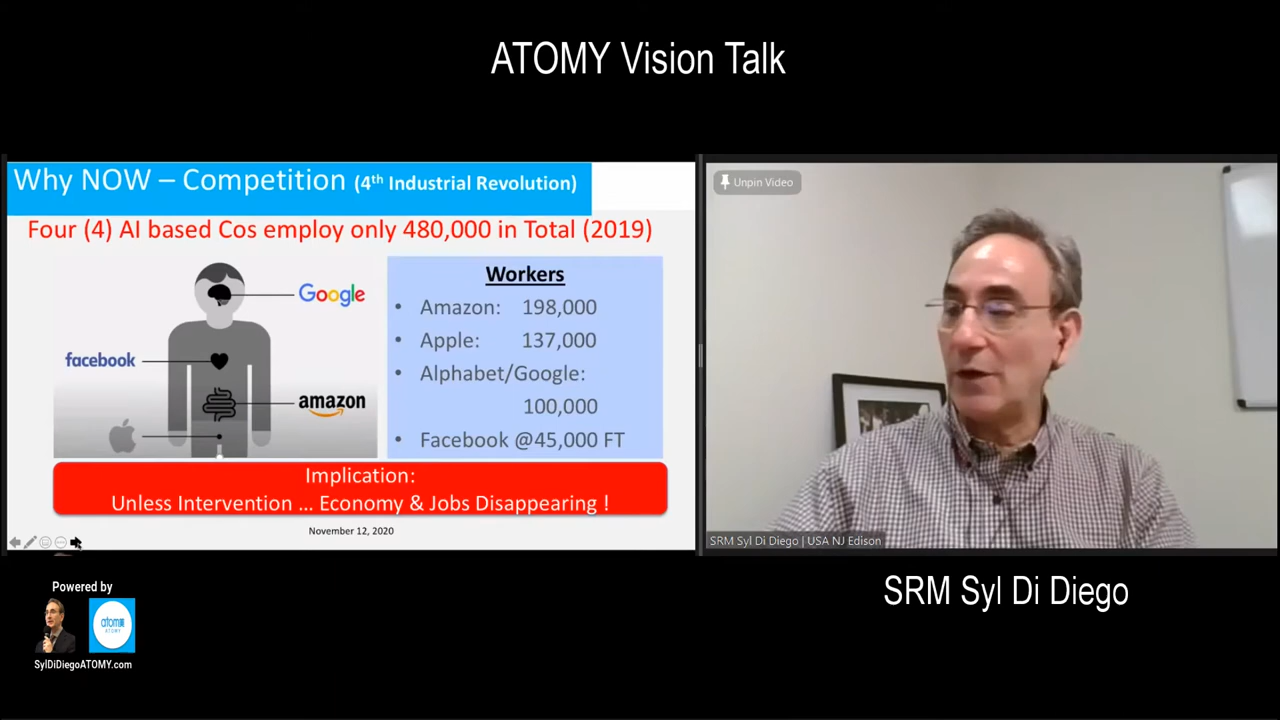 ATOMY Vision Talk
Why NOW – Competition (4th Industrial Revolution)
Four (4) AI based Cos employ only 480,000 in Total (2019)
Google
facebook
amazon
Workers
• Amazon: 198,000
• Apple: 137,000
• Alphabet/Google:
100,000
• Facebook @45,000 FT
Implication:
Unless Intervention ... Economy & Jobs Disappearing !
November 12, 2020
Unpin Video
SRM Syl Di Diego | USA NJ Edison
SRM Syl Di Diego
Powered by
atom
ATOMY
SylDiDiegoATOMY.com